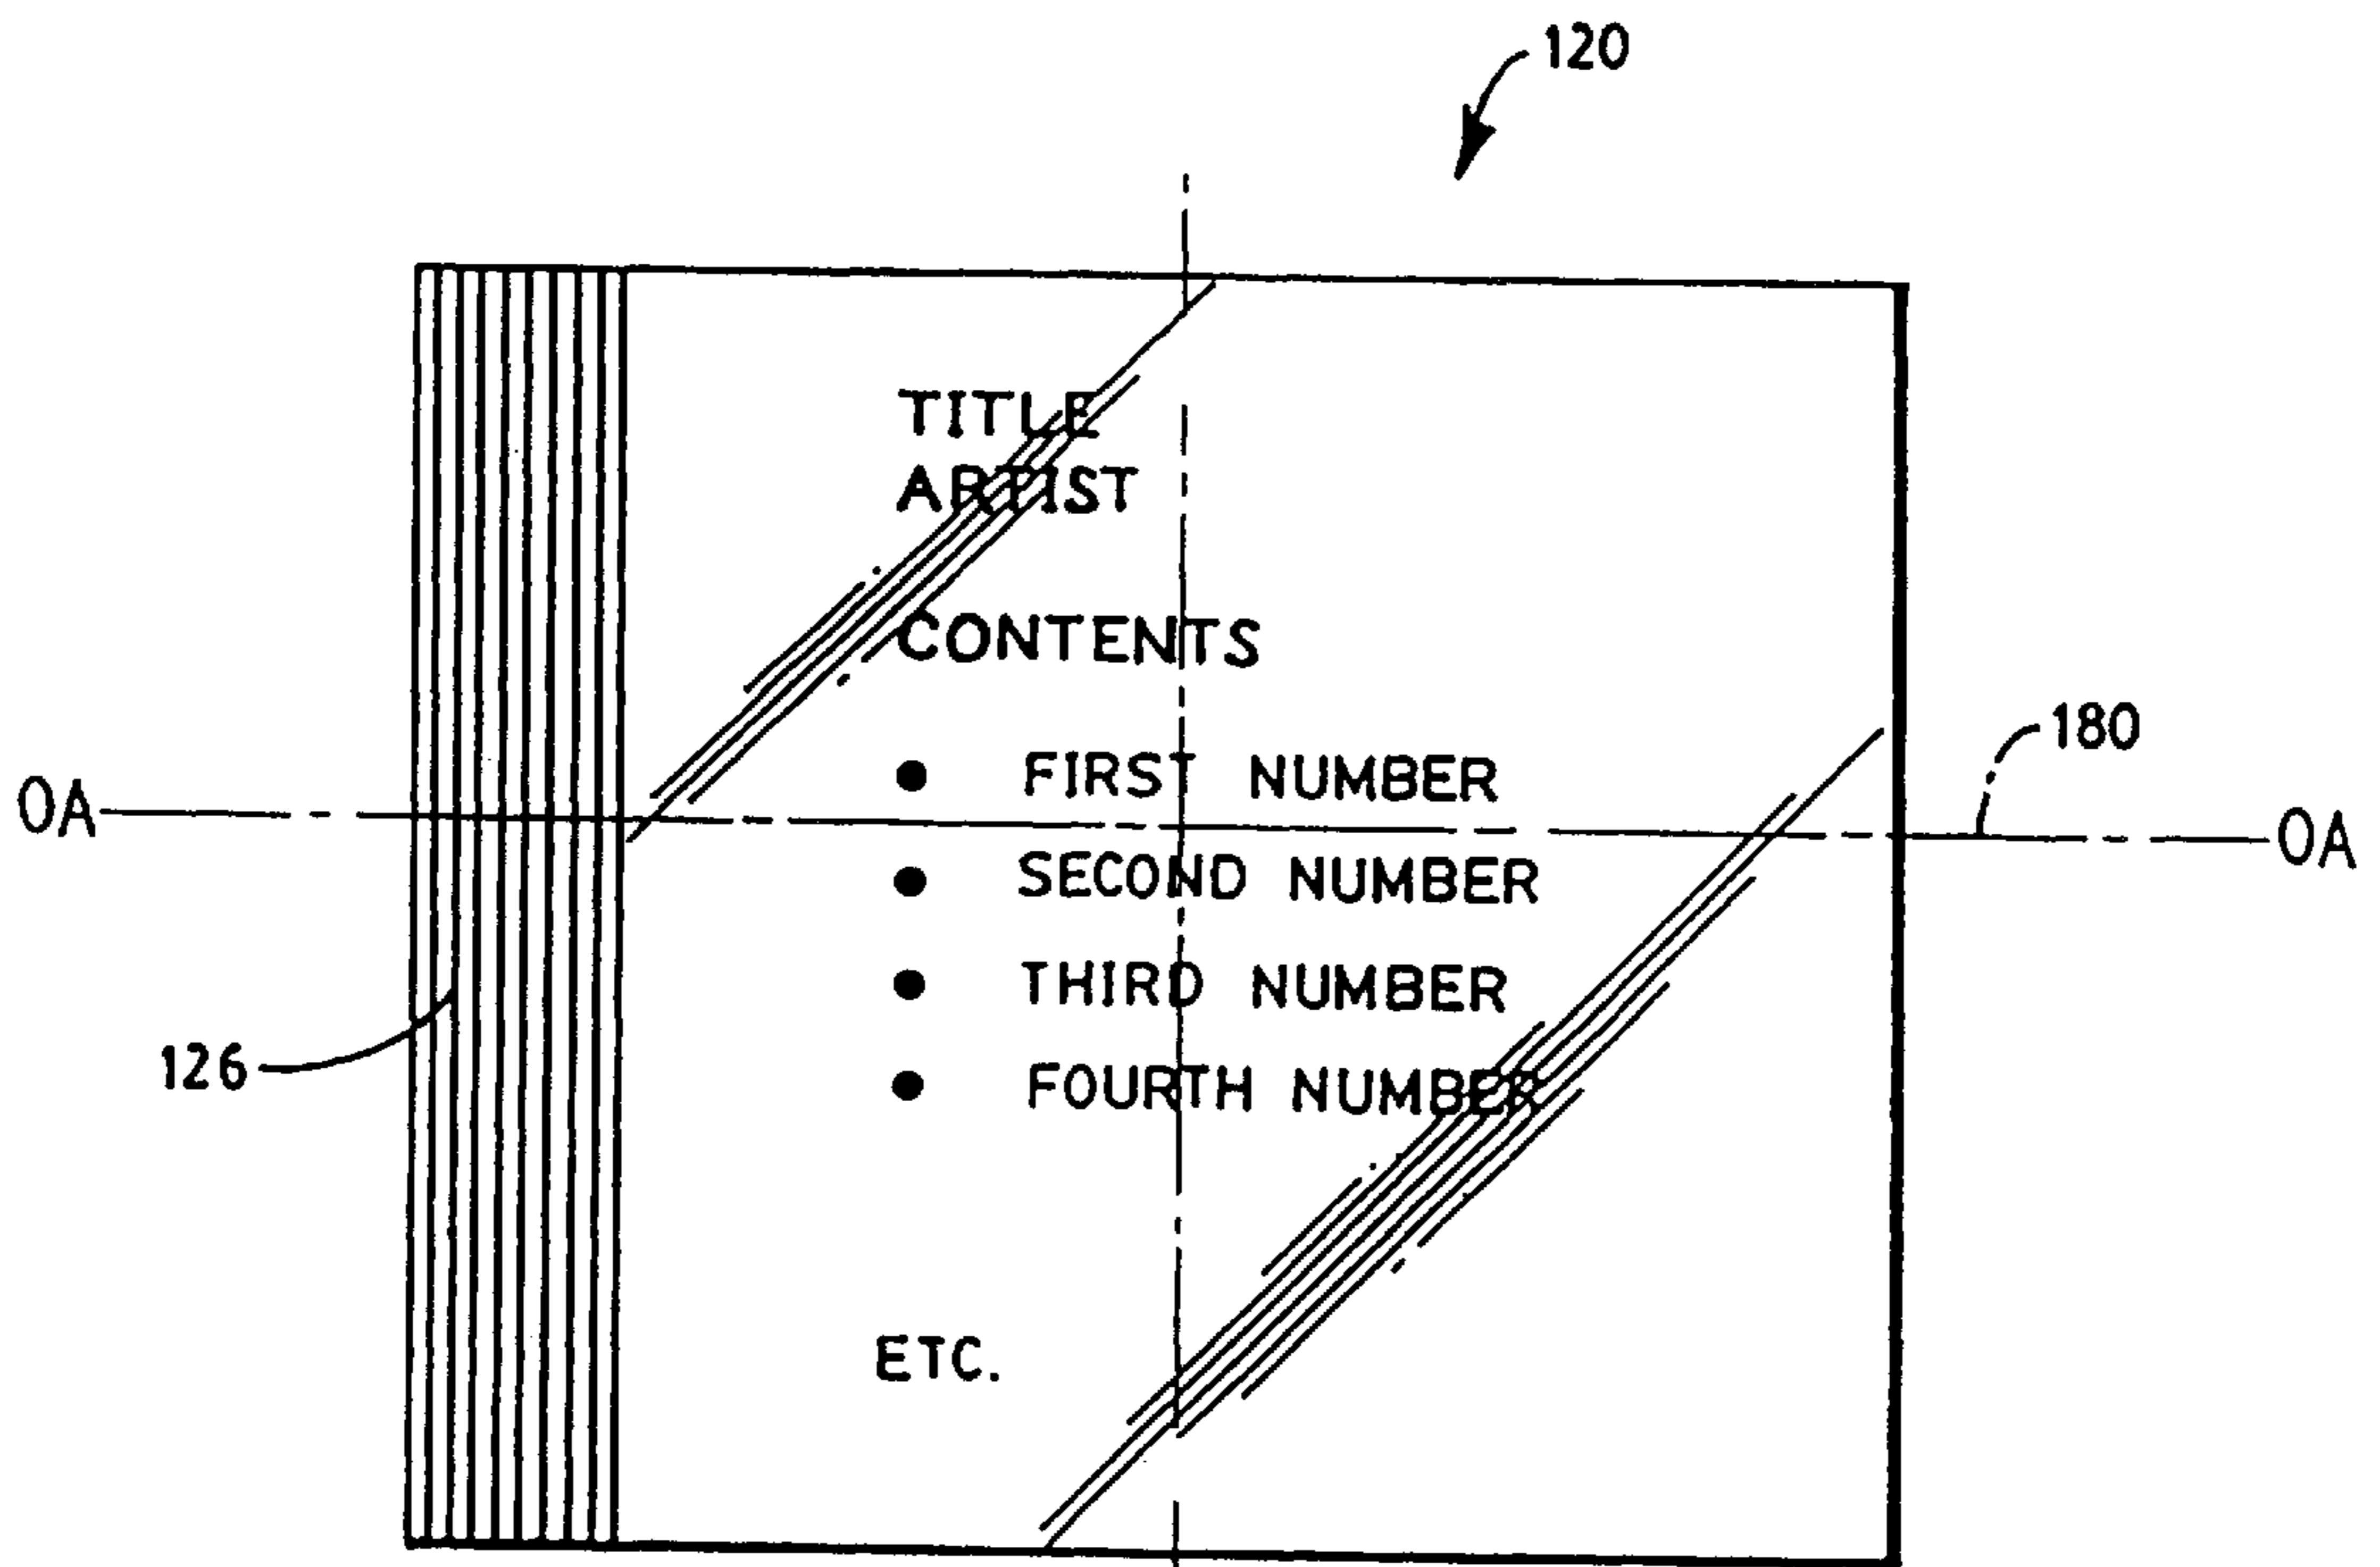 120
TITLE
ARTIST
CONTENTS
● FIRST NUMBER
180
OA OA
● SECOND NUMBER
● THIRD NUMBER
126
● FOURTH NUMBER
ETC.